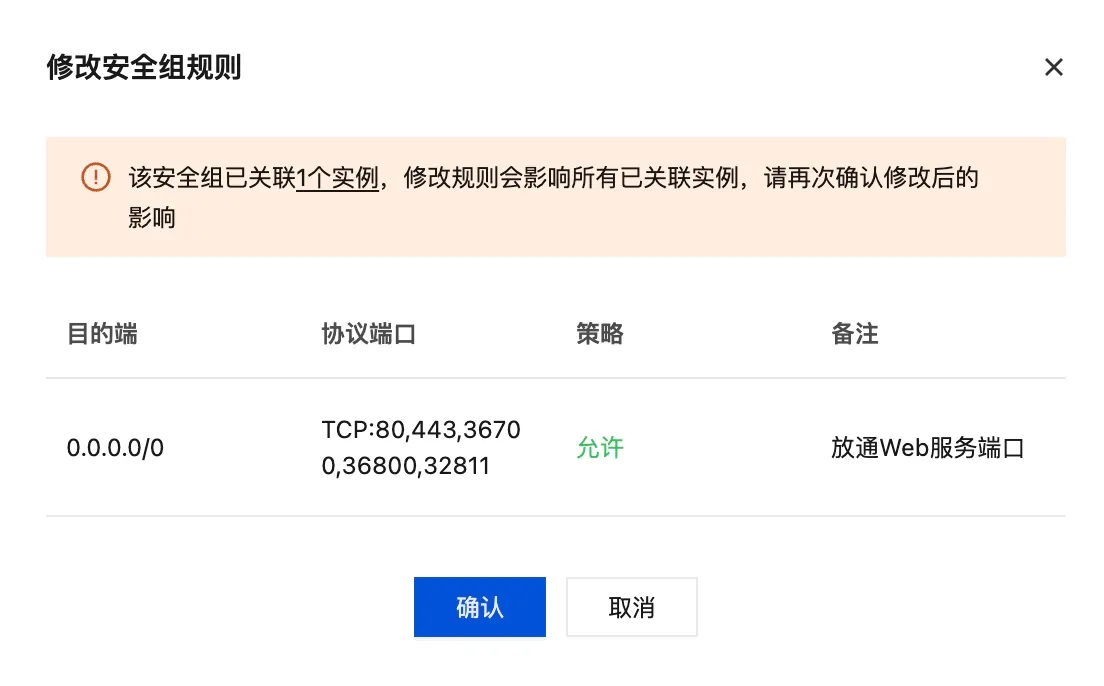 修改安全组规则
该安全组已关联1个实例，修改规则会影响所有已关联实例，请再次确认修改后的
影响
目的端 协议端口 策略 备注
0.0.0.0/0 TCP:80,443,3670 允许 放通Web服务端口
0,36800,32811
确认 取消